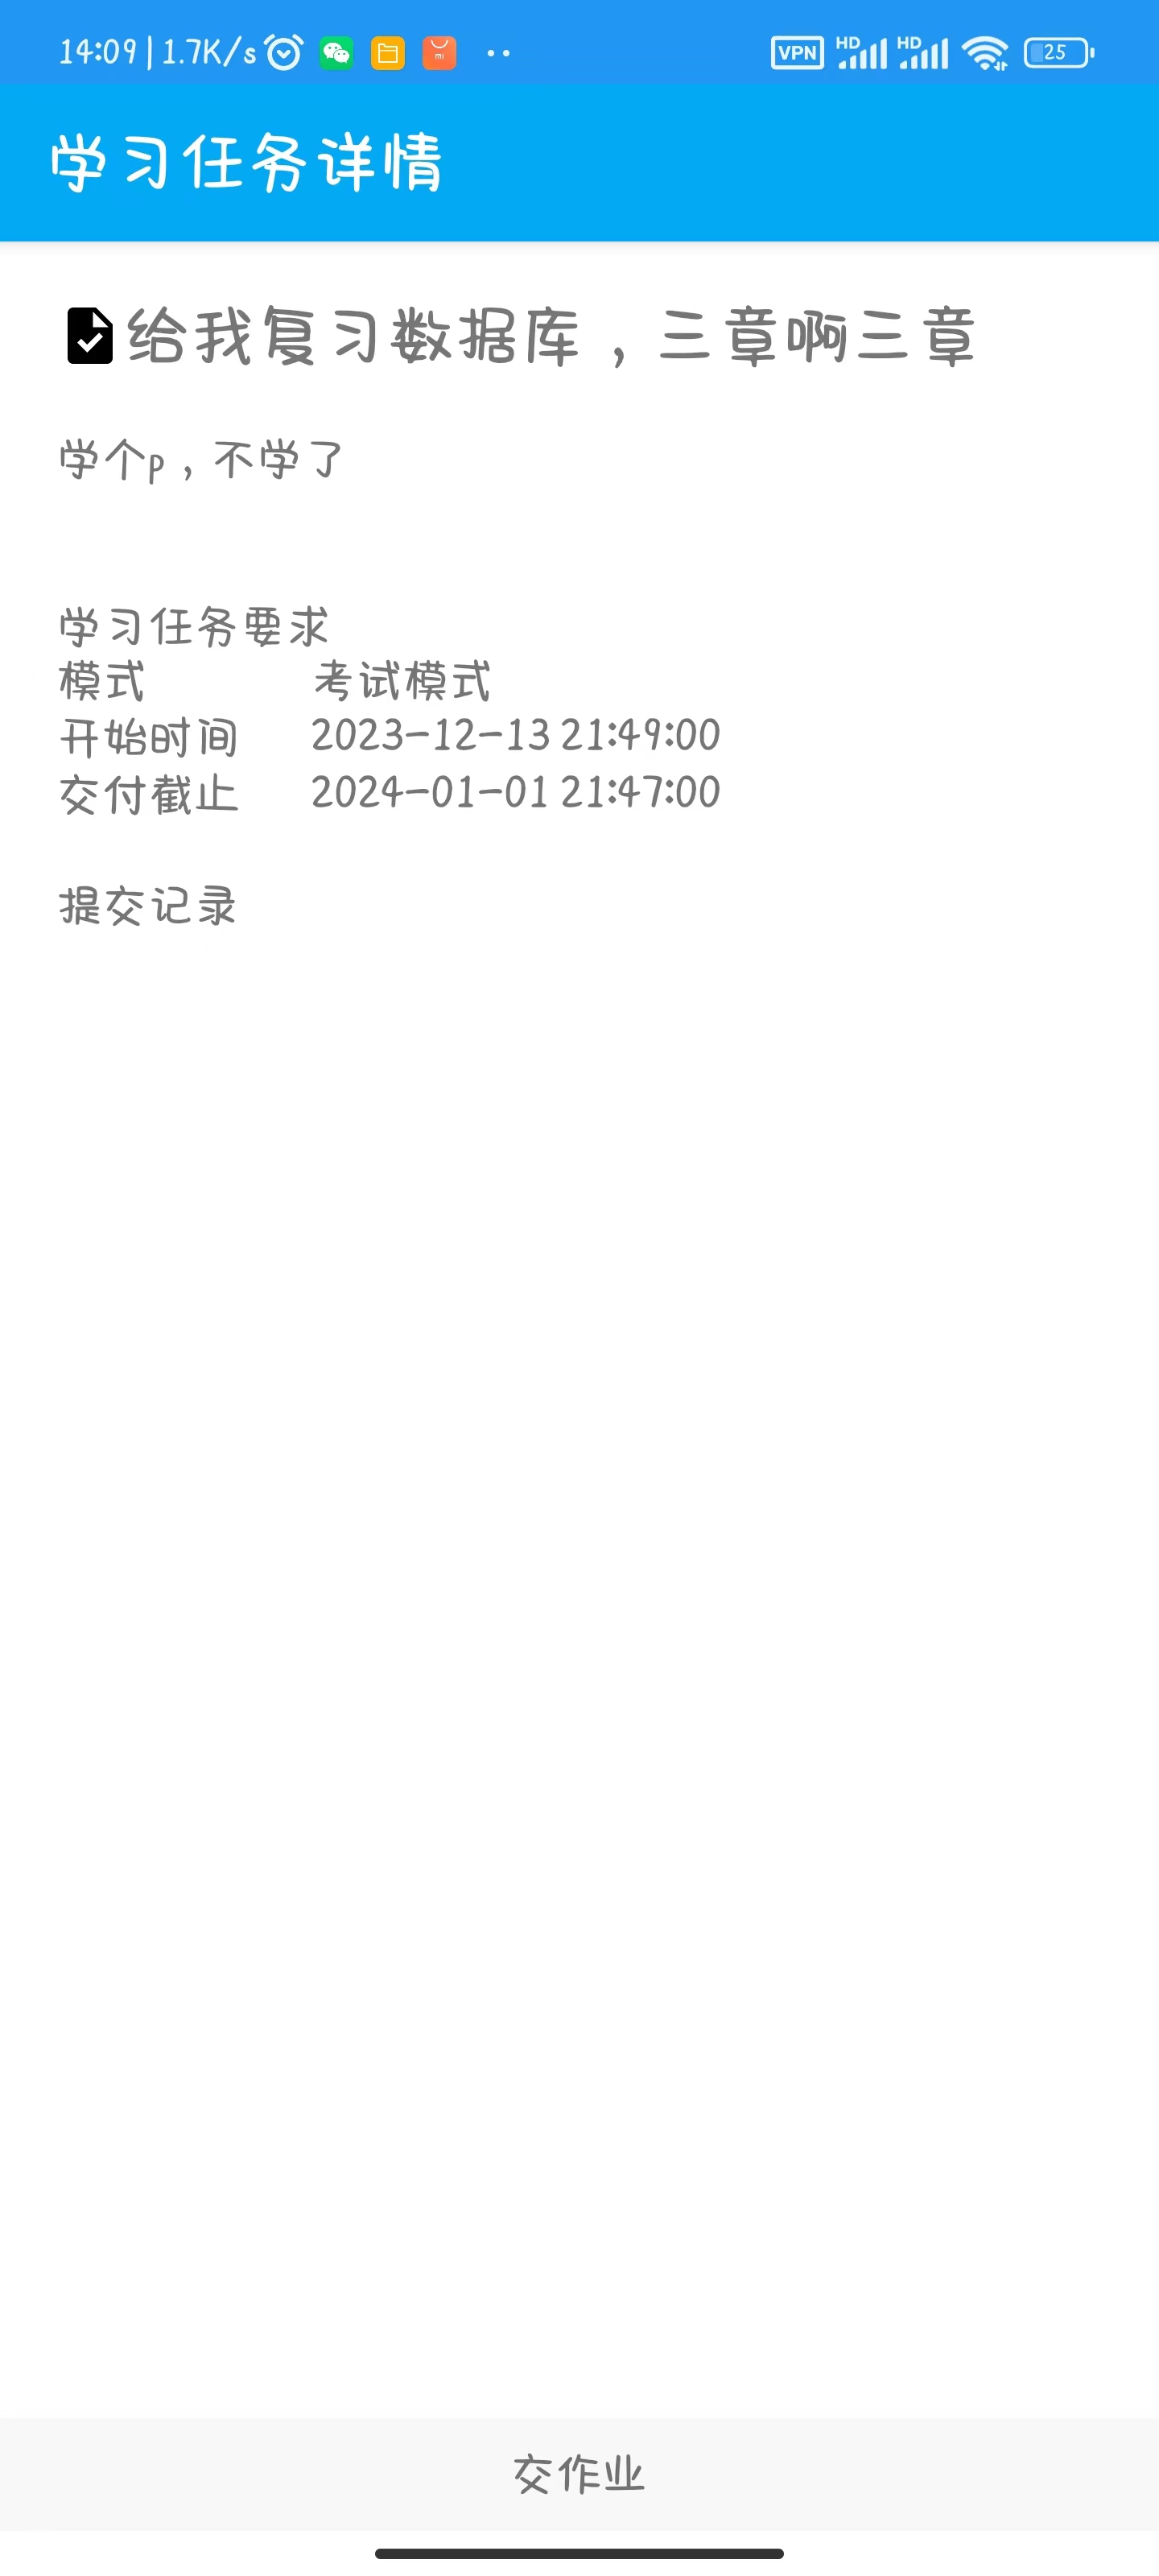 14:09 | 1.7K/s
VPN HD HD 25
学习任务详情
给我复习数据库，三章啊三章
学个p，不学了
学习任务要求
模式 考试模式
开始时间 2023-12-13 21:49:00
交付截止 2024-01-01 21:47:00
提交记录
交作业